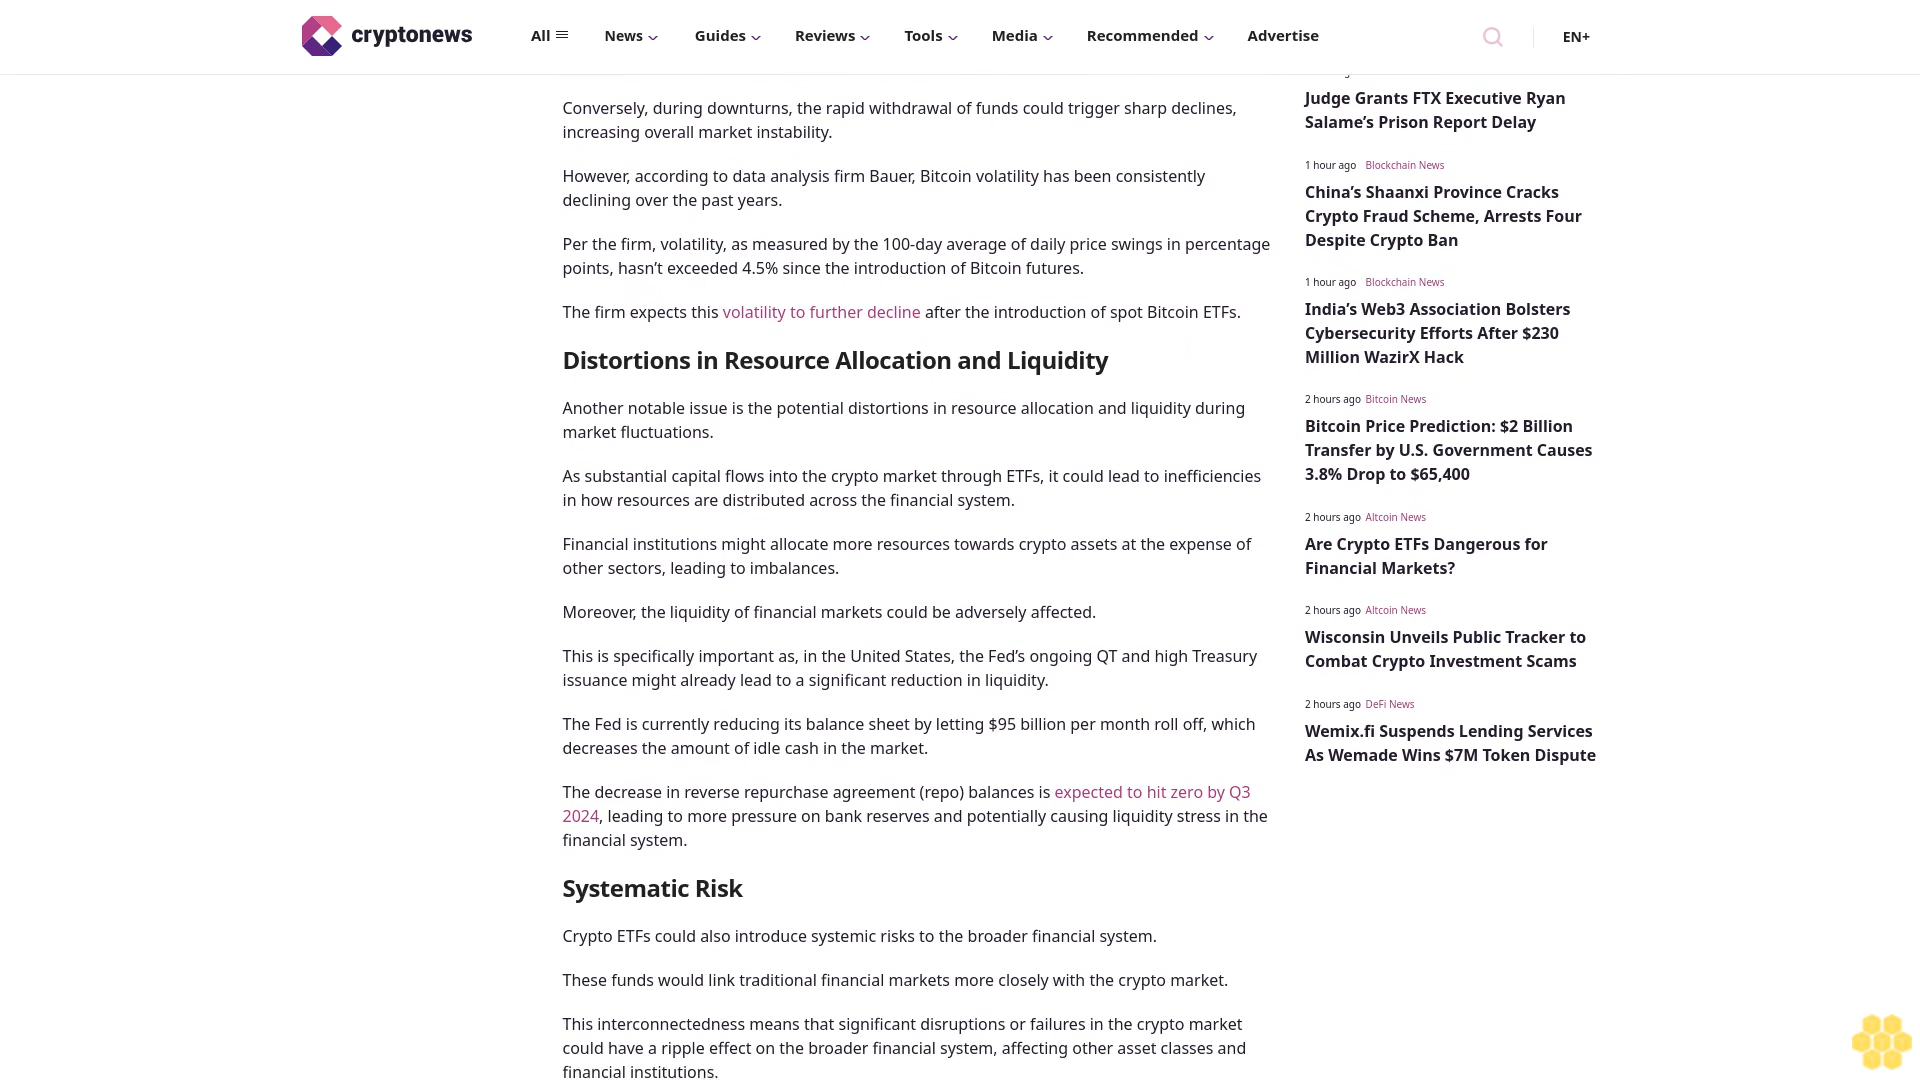 cryptonews
All
News
Guides
Reviews
Tools
Media
Recommended
Advertise
EN+
Conversely, during downturns, the rapid withdrawal of funds could trigger sharp declines,
increasing overall market instability.
However, according to data analysis firm Bauer, Bitcoin volatility has been consistently
declining over the past years.
Per the firm, volatility, as measured by the 100-day average of daily price swings in percentage
points, hasn’t exceeded 4.5% since the introduction of Bitcoin futures.
The firm expects this volatility to further decline after the introduction of spot Bitcoin ETFs.
Distortions in Resource Allocation and Liquidity
Another notable issue is the potential distortions in resource allocation and liquidity during
market fluctuations.
As substantial capital flows into the crypto market through ETFs, it could lead to inefficiencies
in how resources are distributed across the financial system.
Financial institutions might allocate more resources towards crypto assets at the expense of
other sectors, leading to imbalances.
Moreover, the liquidity of financial markets could be adversely affected.
This is specifically important as, in the United States, the Fed’s ongoing QT and high Treasury
issuance might already lead to a significant reduction in liquidity.
The Fed is currently reducing its balance sheet by letting $95 billion per month roll off, which
decreases the amount of idle cash in the market.
The decrease in reverse repurchase agreement (repo) balances is expected to hit zero by Q3
2024, leading to more pressure on bank reserves and potentially causing liquidity stress in the
financial system.
Systematic Risk
Crypto ETFs could also introduce systemic risks to the broader financial system.
These funds would link traditional financial markets more closely with the crypto market.
This interconnectedness means that significant disruptions or failures in the crypto market
could have a ripple effect on the broader financial system, affecting other asset classes and
financial institutions.
Judge Grants FTX Executive Ryan
Salame’s Prison Report Delay
1 hour ago Blockchain News
China’s Shaanxi Province Cracks
Crypto Fraud Scheme, Arrests Four
Despite Crypto Ban
1 hour ago Blockchain News
India’s Web3 Association Bolsters
Cybersecurity Efforts After $230
Million WazirX Hack
2 hours ago Bitcoin News
Bitcoin Price Prediction: $2 Billion
Transfer by U.S. Government Causes
3.8% Drop to $65,400
2 hours ago Altcoin News
Are Crypto ETFs Dangerous for
Financial Markets?
2 hours ago Altcoin News
Wisconsin Unveils Public Tracker to
Combat Crypto Investment Scams
2 hours ago DeFi News
Wemix.fi Suspends Lending Services
As Wemade Wins $7M Token Dispute